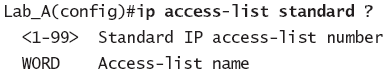 Lab_A(config)#ip access-list standard ?
<1-99> Standard IP access-list number
WORD Access-list name